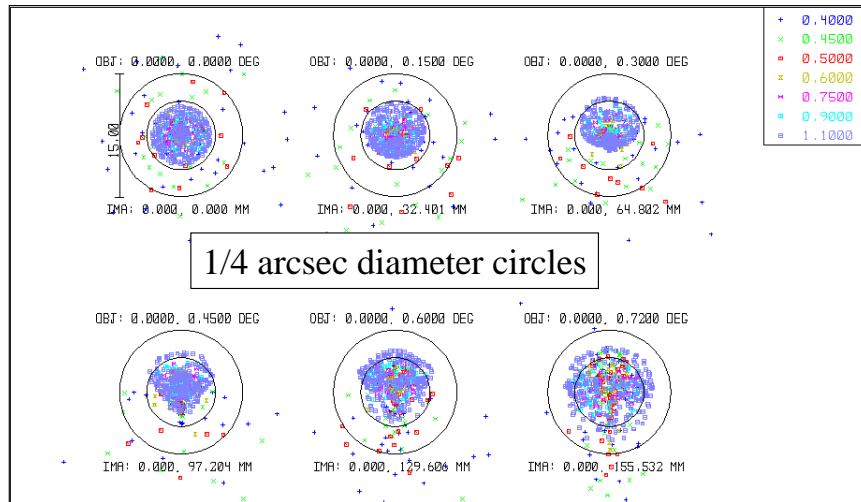 + 0.4000
× 0.4500
0.5000
0.6000
0.7500
0.9000
1.1000
OBJ: 0.0000, 0.0000 DEG
OBJ: 0.0000, 0.1500 DEG
OBJ: 0.0000, 0.3000 DEG
15.00
IMA: 0.000, 0.000 MM
IMA: 0.000, 32.401 MM
IMA: 0.000, 64.802 MM
1/4 arcsec diameter circles
OBJ: 0.0000, 0.4500 DEG
OBJ: 0.0000, 0.6000 DEG
OBJ: 0.0000, 0.7200 DEG
IMA: 0.000, 97.204 MM
IMA: 0.000, 129.606 MM
IMA: 0.000, 155.532 MM